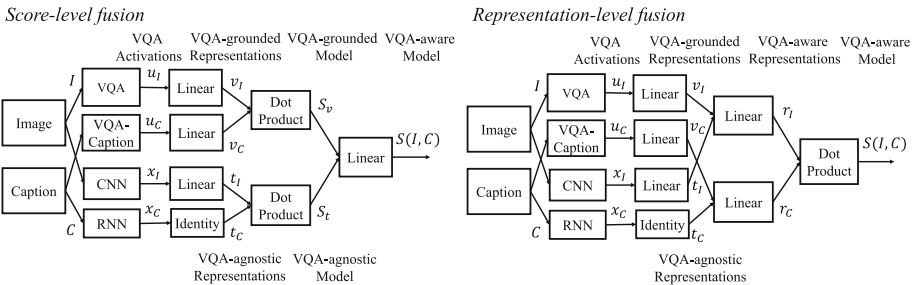 Score-level fusion
VQA Activations
VQA-grounded Representations
VQA-grounded Model
VQA-aware Model
Image
Caption
I
C
VQA
u_I
Linear
v_I
VQA-Caption
u_C
Linear
v_C
CNN
x_I
Linear
t_I
RNN
x_C
Identity
t_C
Dot Product
S_v
Dot Product
S_t
Linear
S(I, C)
VQA-agnostic Representations
VQA-agnostic Model
Representation-level fusion
VQA Activations
VQA-grounded Representations
VQA-aware Representations
VQA-aware Model
Image
Caption
I
C
VQA
u_I
Linear
v_I
VQA-Caption
u_C
Linear
v_C
CNN
x_I
Linear
t_I
RNN
x_C
Identity
t_C
Linear
r_I
Linear
r_C
Dot Product
S(I, C)
VQA-agnostic Representations